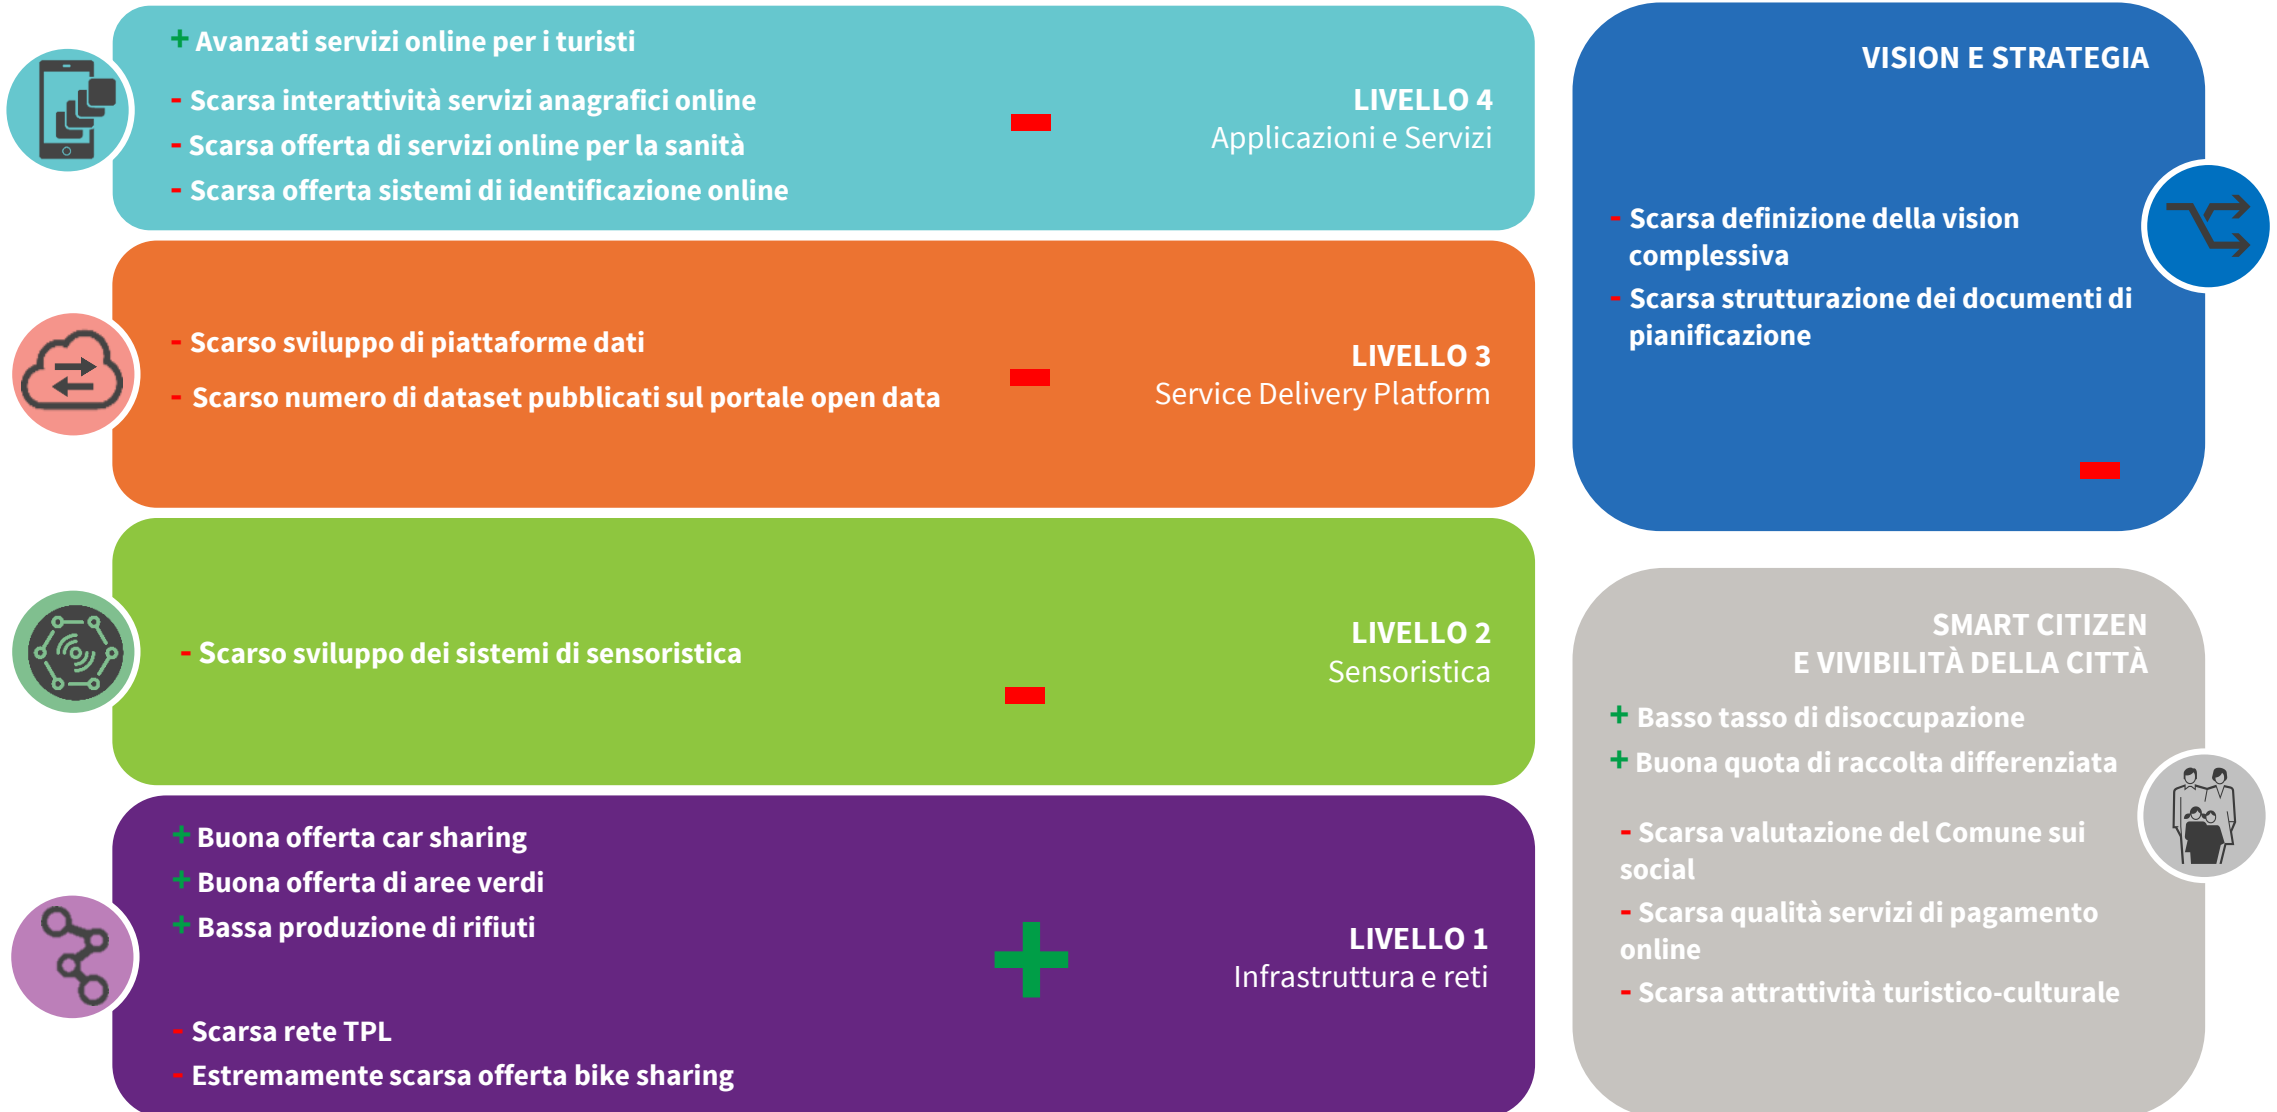 + Avanzati servizi online per i turisti
- Scarsa interattività servizi anagrafici online
- Scarsa offerta di servizi online per la sanità
- Scarsa offerta sistemi di identificazione online
-
LIVELLO 4
Applicazioni e Servizi
- Scarso sviluppo di piattaforme dati
- Scarso numero di dataset pubblicati sul portale open data
-
LIVELLO 3
Service Delivery Platform
- Scarso sviluppo dei sistemi di sensoristica
-
LIVELLO 2
Sensoristica
+ Buona offerta car sharing
+ Buona offerta di aree verdi
+ Bassa produzione di rifiuti
- Scarsa rete TPL
- Estremamente scarsa offerta bike sharing
+
LIVELLO 1
Infrastruttura e reti
VISION E STRATEGIA
- Scarsa definizione della vision
complessiva
- Scarsa strutturazione dei documenti di
pianificazione
-
SMART CITIZEN
E VIVIBILITÀ DELLA CITTÀ
+ Basso tasso di disoccupazione
+ Buona quota di raccolta differenziata
- Scarsa valutazione del Comune sui
social
- Scarsa qualità servizi di pagamento
online
- Scarsa attrattività turistico-culturale